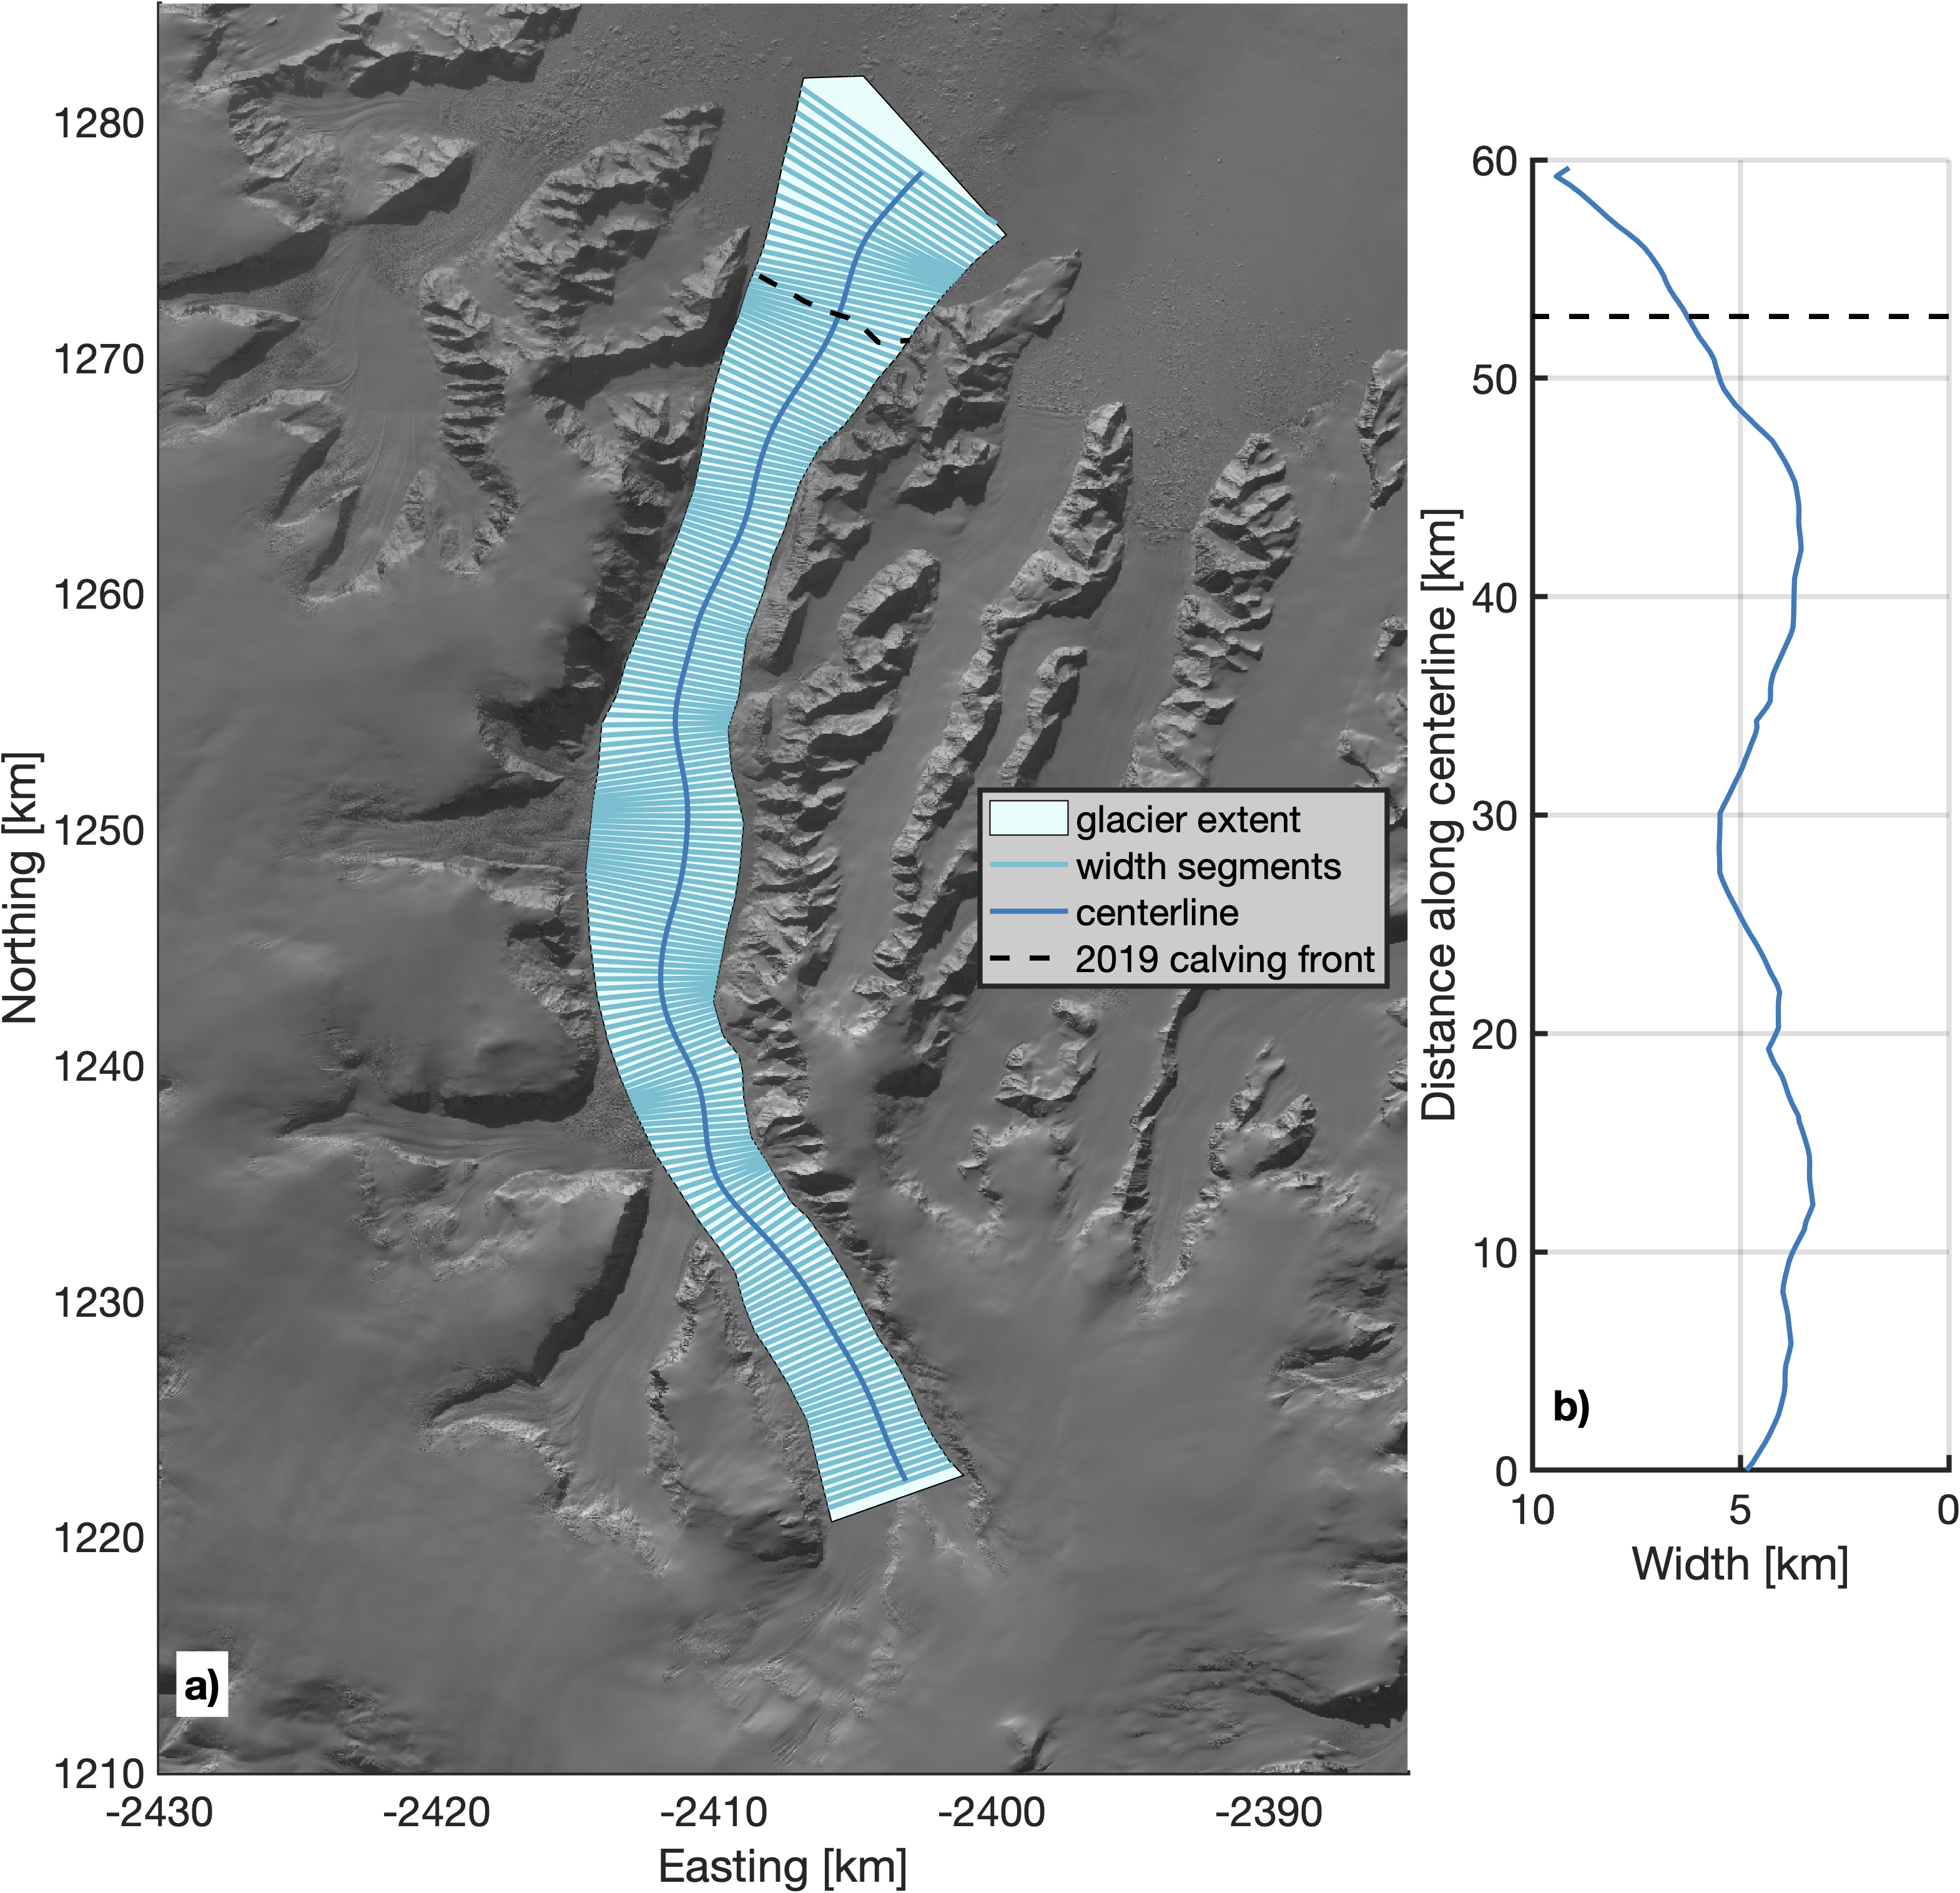 1280
1270
1260
1250
1240
1230
1220
1210
Northing [km]
-2430 -2420 -2410 -2400 -2390
Easting [km]
a)
glacier extent
width segments
centerline
2019 calving front
60
50
40
30
20
10
0
Distance along centerline [km]
b)
10 5 0
Width [km]